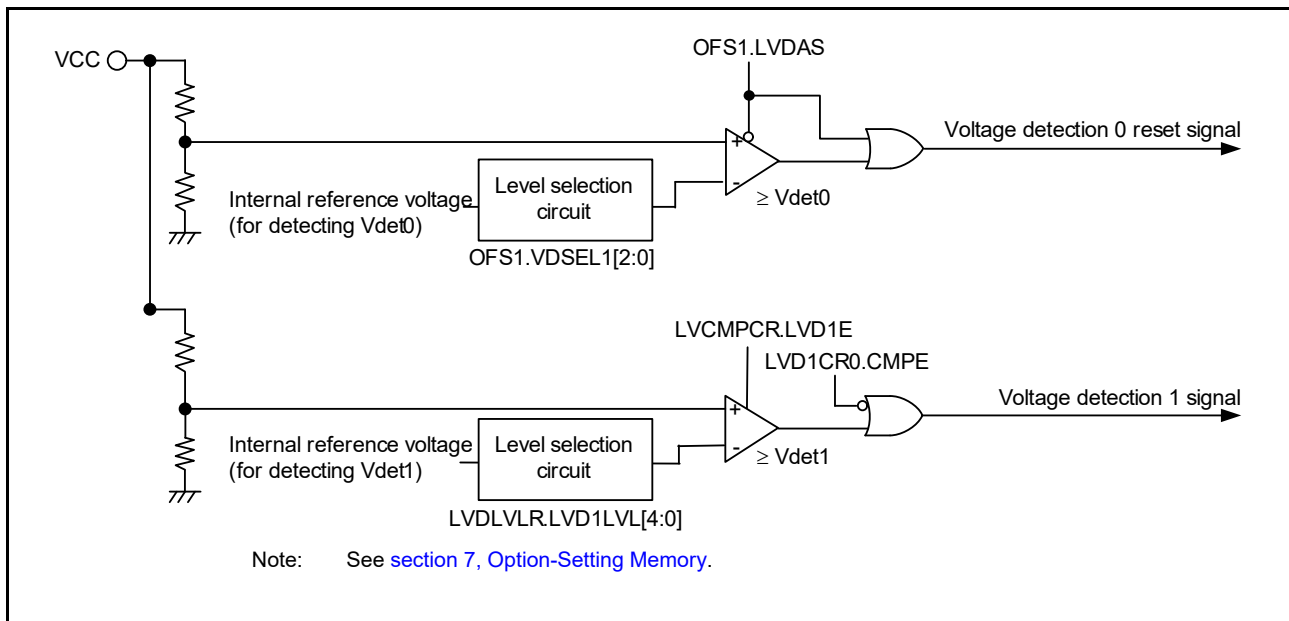 VCC
OFS1.LVDAS
+
-
≥ Vdet0
Voltage detection 0 reset signal
Internal reference voltage
(for detecting Vdet0)
Level selection
circuit
OFS1.VDSEL1[2:0]
LVCMPCR.LVD1E
LVD1CR0.CMPE
+
-
≥ Vdet1
Voltage detection 1 signal
Internal reference voltage
(for detecting Vdet1)
Level selection
circuit
LVDLVLR.LVD1LVL[4:0]
Note: See section 7, Option-Setting Memory.